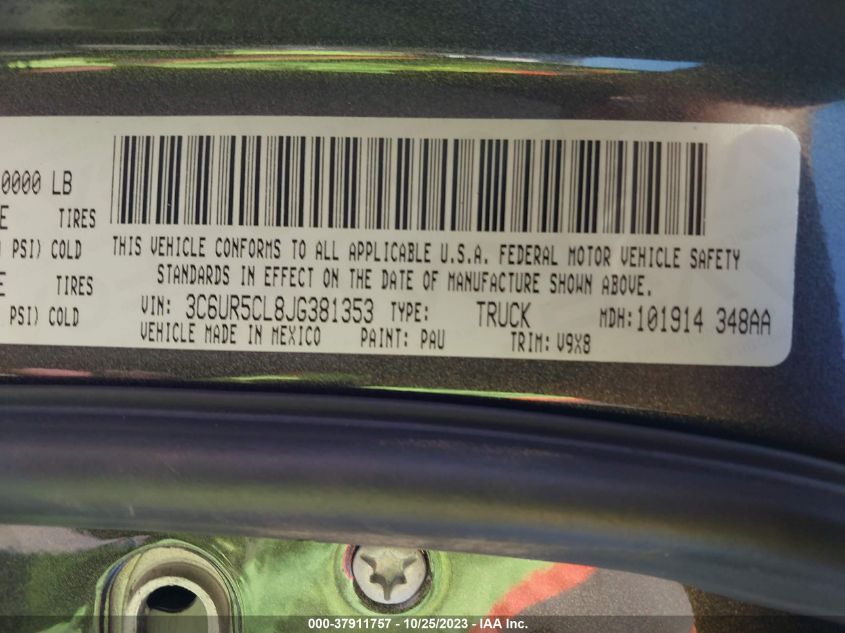 0000 LB
E TIRES
PSI) COLD
E TIRES
PSI) COLD
THIS VEHICLE CONFORMS TO ALL APPLICABLE U.S.A. FEDERAL MOTOR VEHICLE SAFETY
STANDARDS IN EFFECT ON THE DATE OF MANUFACTURE SHOWN ABOVE.
VIN: 3C6UR5CL8JG381353 TYPE: TRUCK MDH:101914 348AA
VEHICLE MADE IN MEXICO PAINT: PAU TRIM: V9X8
000-37911757 - 10/25/2023 - IAA Inc.